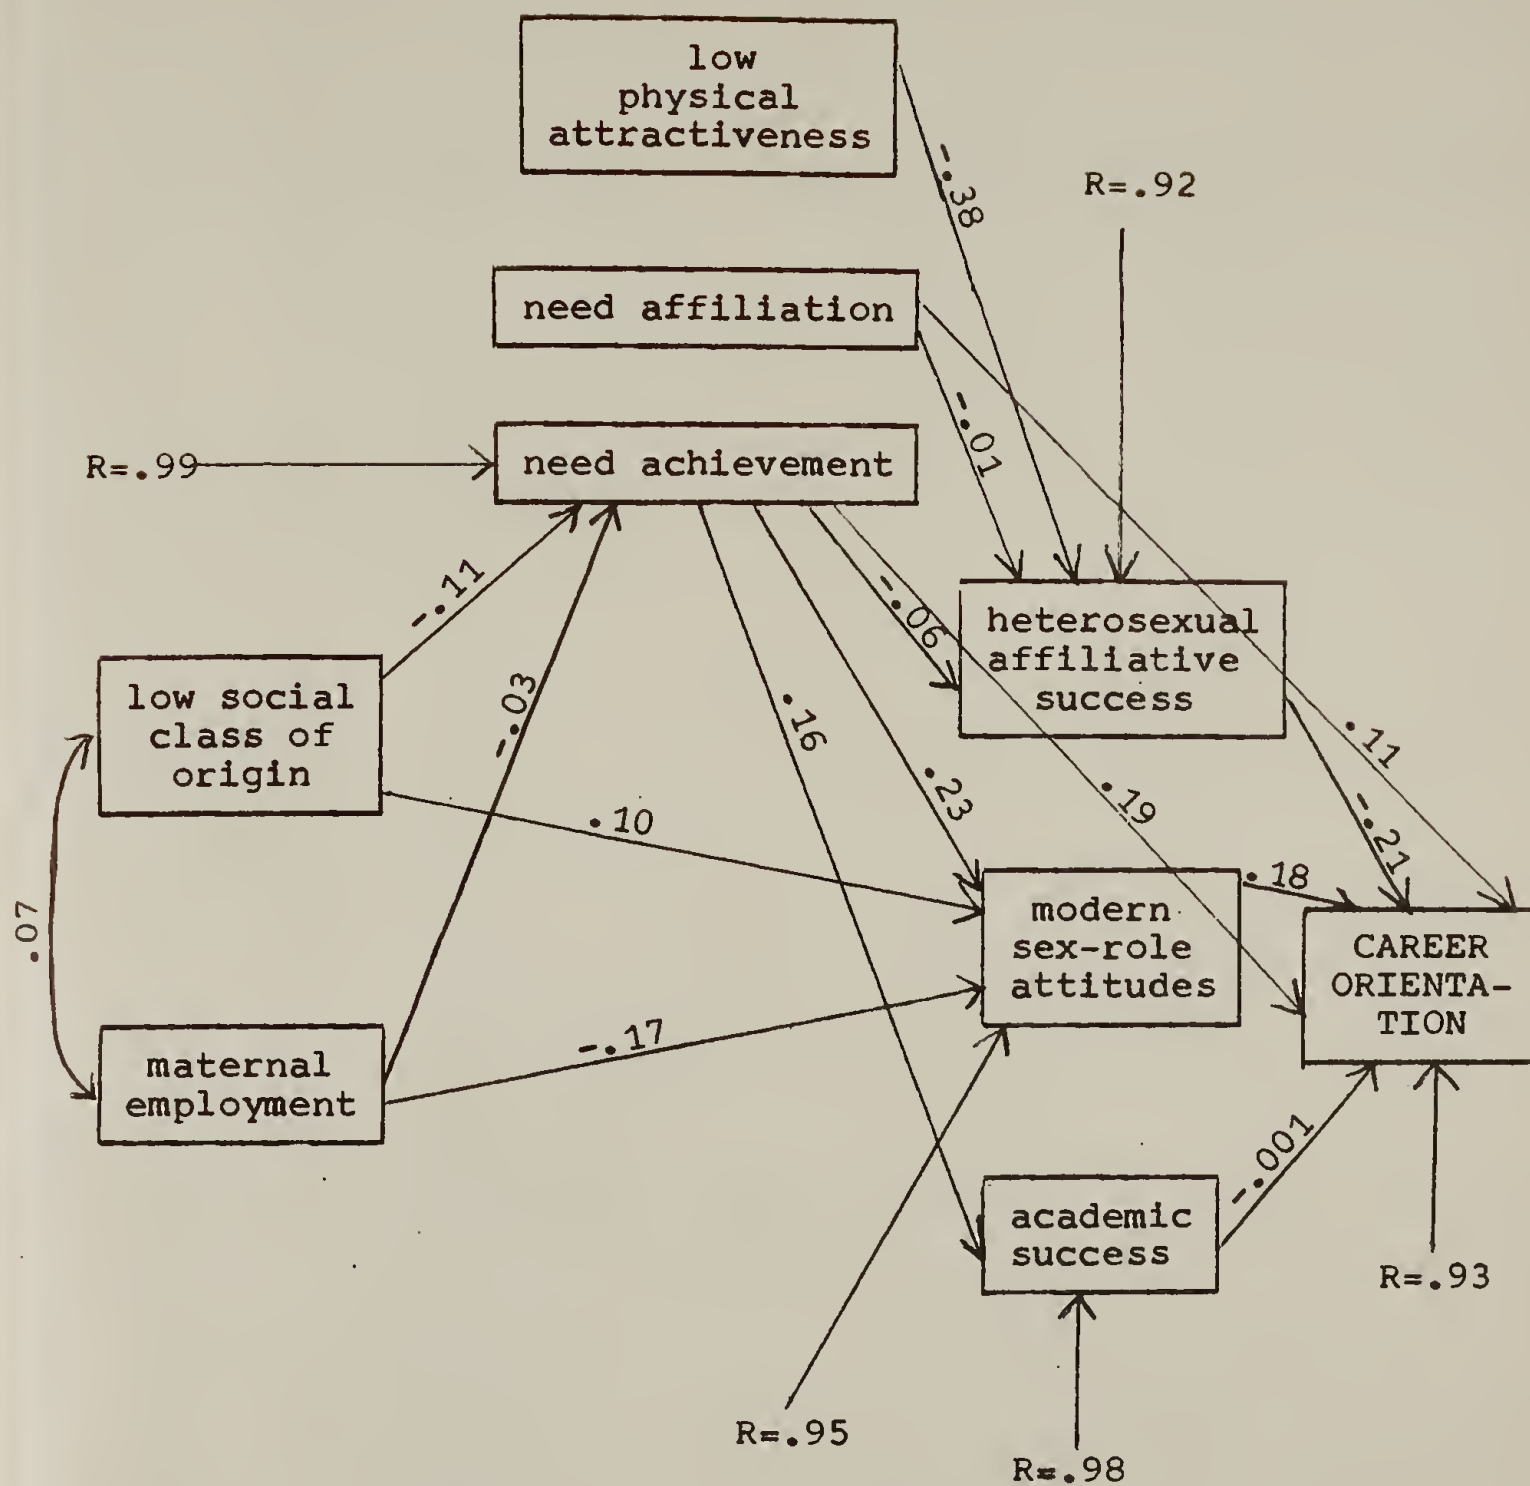 low
physical
attractiveness
-.38
R=.92
need affiliation
-.01
R=.99
need achievement
-.11
-.06
heterosexual
affiliative
success
low social
class of
origin
-.03
.16
.23
.19
.11
.10
-.21
.18
.07
modern
sex-role
attitudes
CAREER
ORIENTA-
TION
maternal
employment
-.17
-.001
academic
success
R=.93
R=.95
R=.98